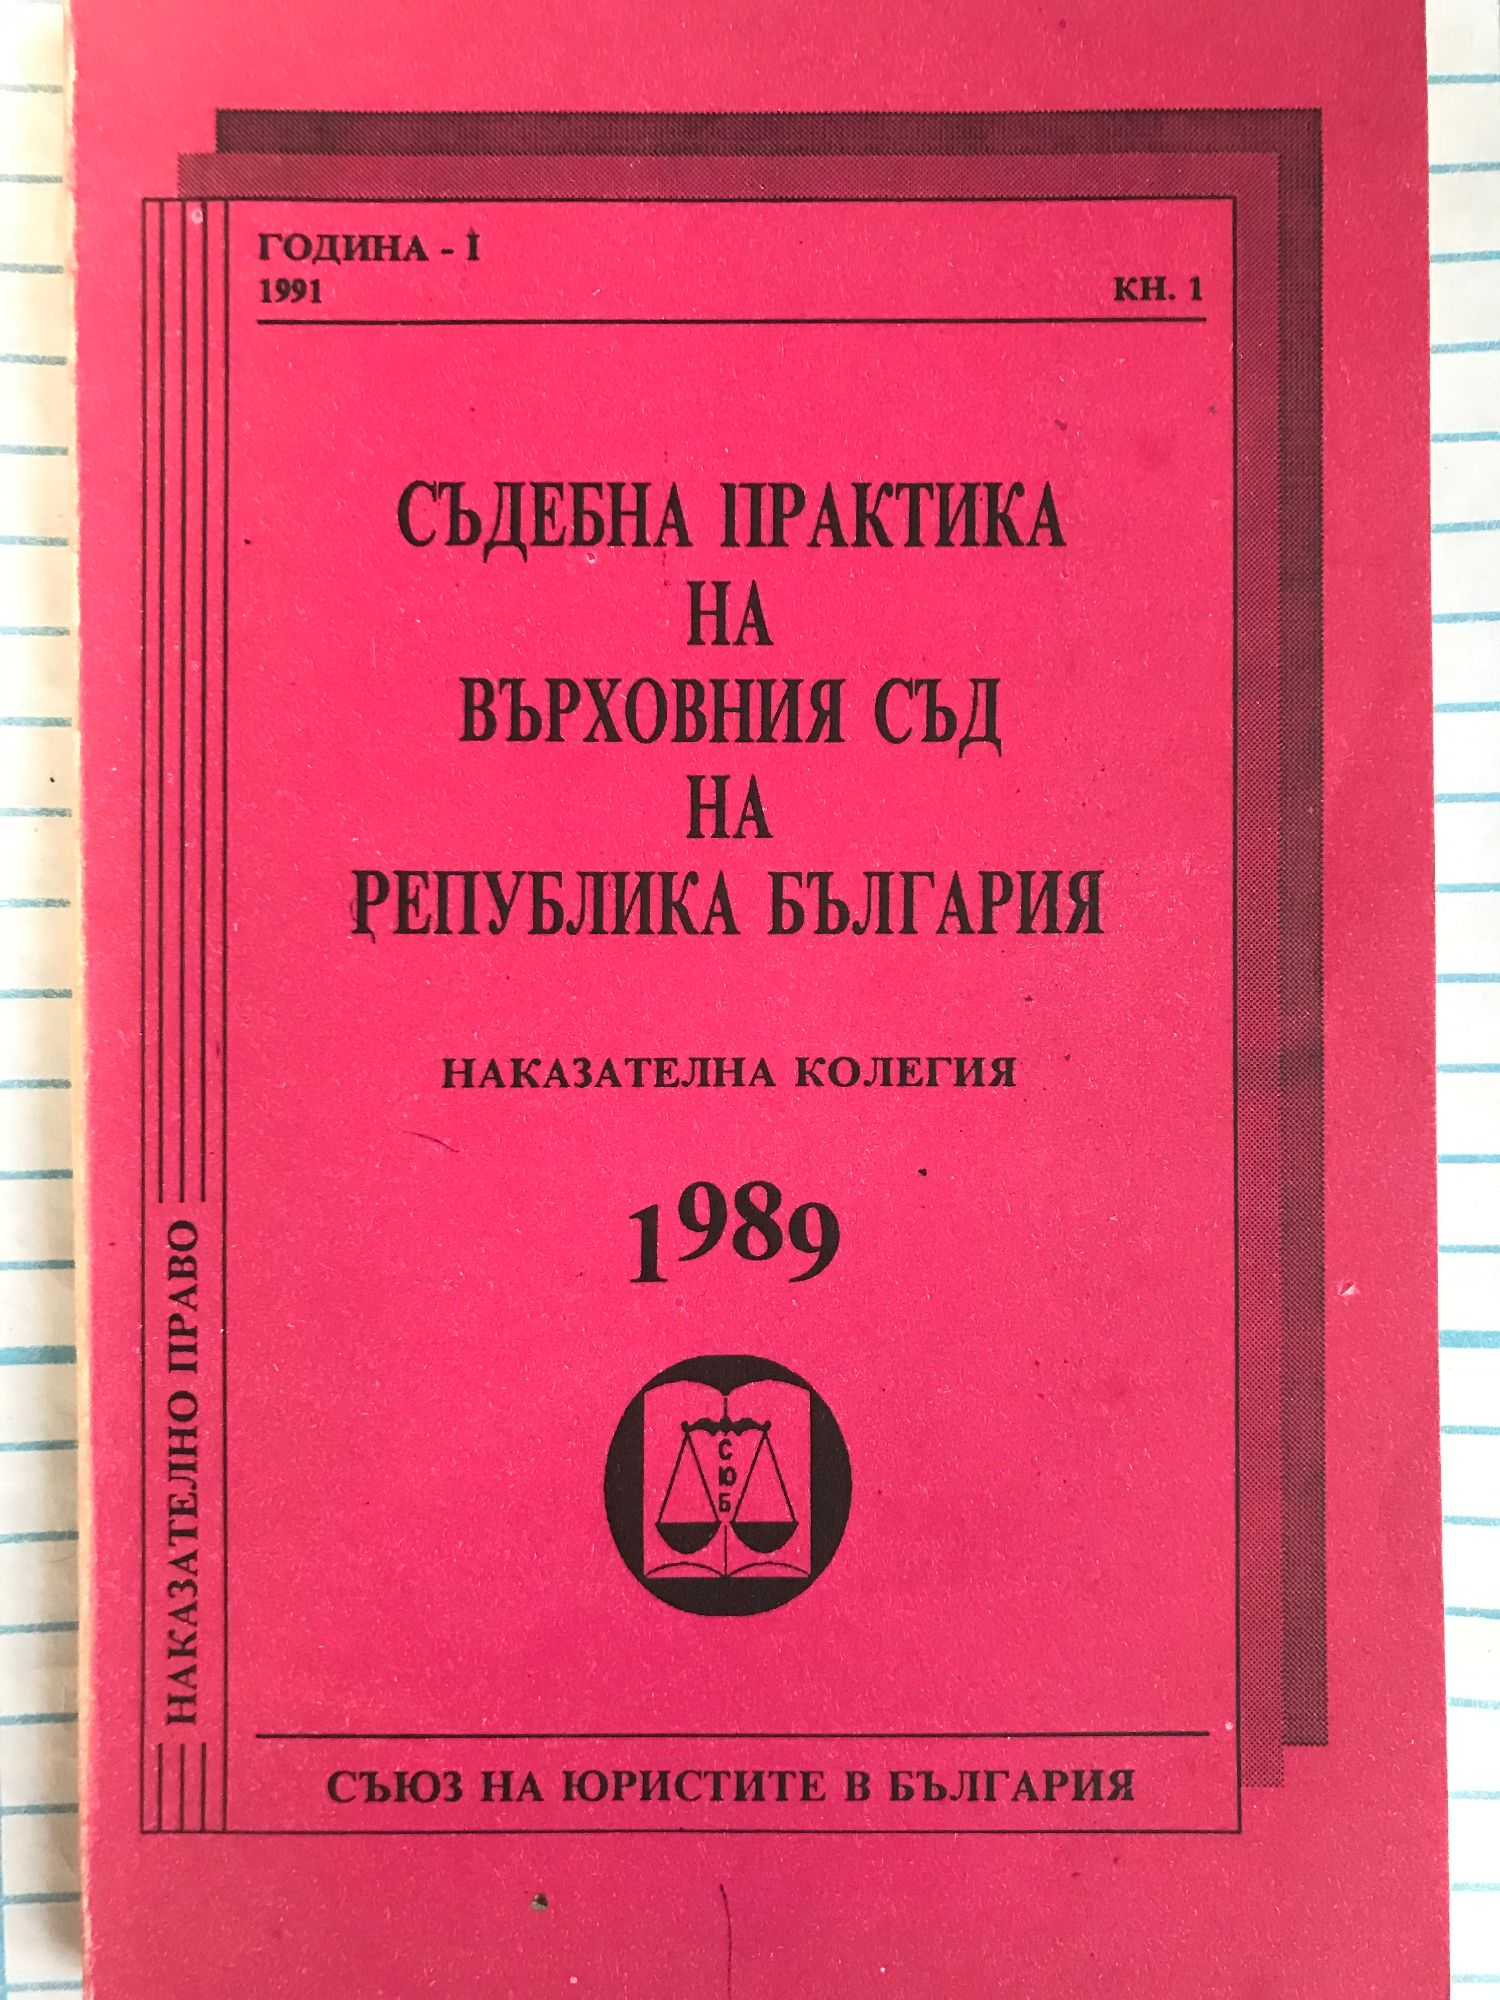 ГОДИНА - I
1991
КН. 1
СЪДЕБНА ПРАКТИКА
НА
ВЪРХОВНИЯ СЪД
НА
РЕПУБЛИКА БЪЛГАРИЯ
НАКАЗАТЕЛНА КОЛЕГИЯ
1989
С
Ю
Б
НАКАЗАТЕЛНО ПРАВО
СЪЮЗ НА ЮРИСТИТЕ В БЪЛГАРИЯ